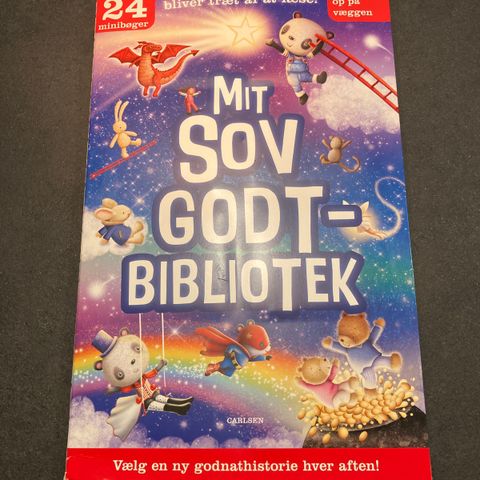 24
minibøger
bliver træt af at læse!
op på
væggen
MIT
SOV
GODT-
BIBLIOTEK
CARLSEN
Vælg en ny godnathistorie hver aften!